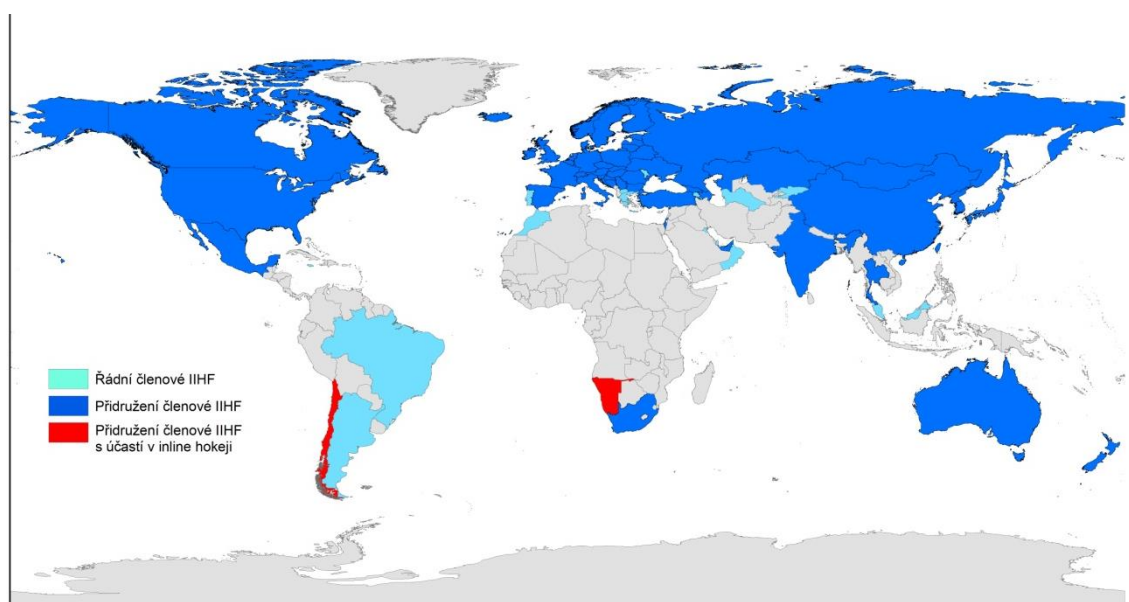 Řádní členové IIHF
Přidružení členové IIHF
Přidružení členové IIHF
s účastí v inline hokeji